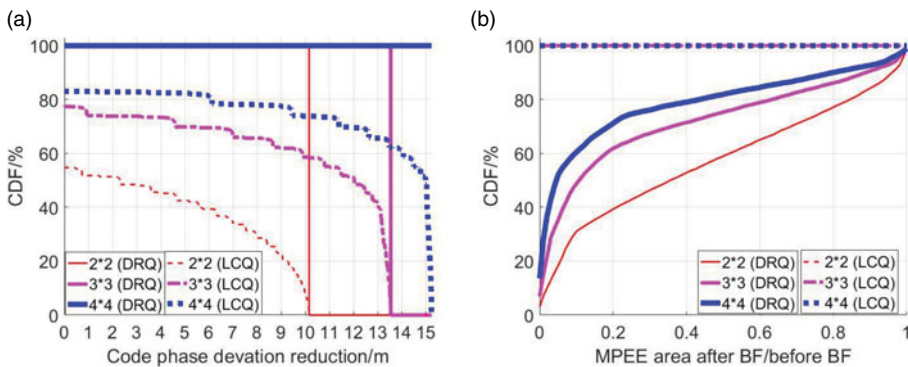 (a)
CDF/%
100
80
60
40
20
0
2*2 (DRQ)
3*3 (DRQ)
4*4 (DRQ)
2*2 (LCQ)
3*3 (LCQ)
4*4 (LCQ)
0 1 2 3 4 5 6 7 8 9 10 11 12 13 14 15
Code phase devation reduction/m
(b)
CDF/%
100
80
60
40
20
0
2*2 (DRQ)
3*3 (DRQ)
4*4 (DRQ)
2*2 (LCQ)
3*3 (LCQ)
4*4 (LCQ)
0 0.2 0.4 0.6 0.8 1
MPEE area after BF/before BF